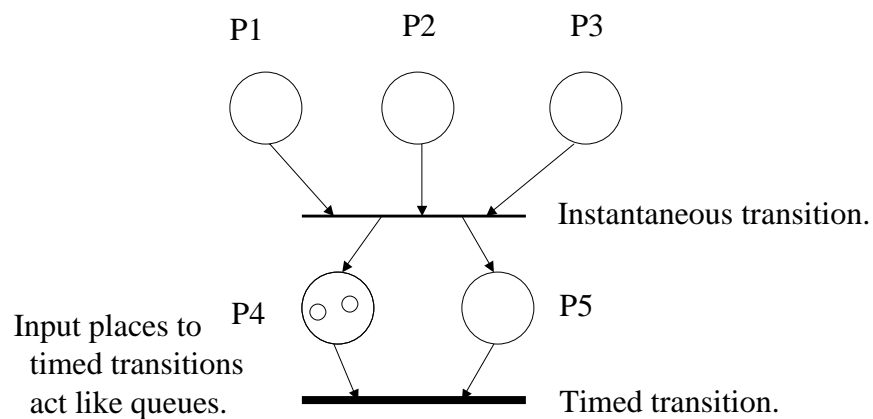 P1
P2
P3
Instantaneous transition.
P4
P5
Input places to
timed transitions
act like queues.
Timed transition.